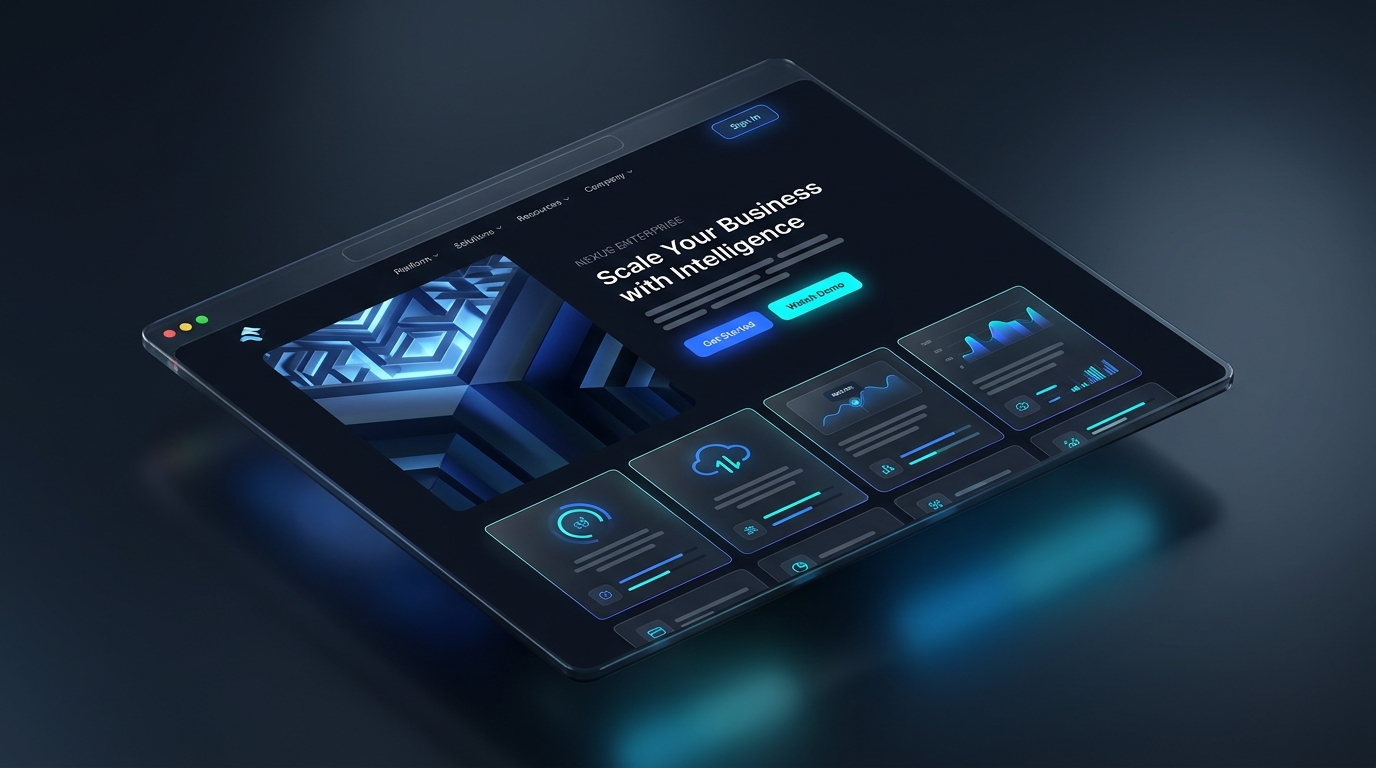 Sign In
Platform
Solutions
Resources
Company
NEXUS ENTERPRISE
Scale Your Business
with Intelligence
Get Started
Watch Demo